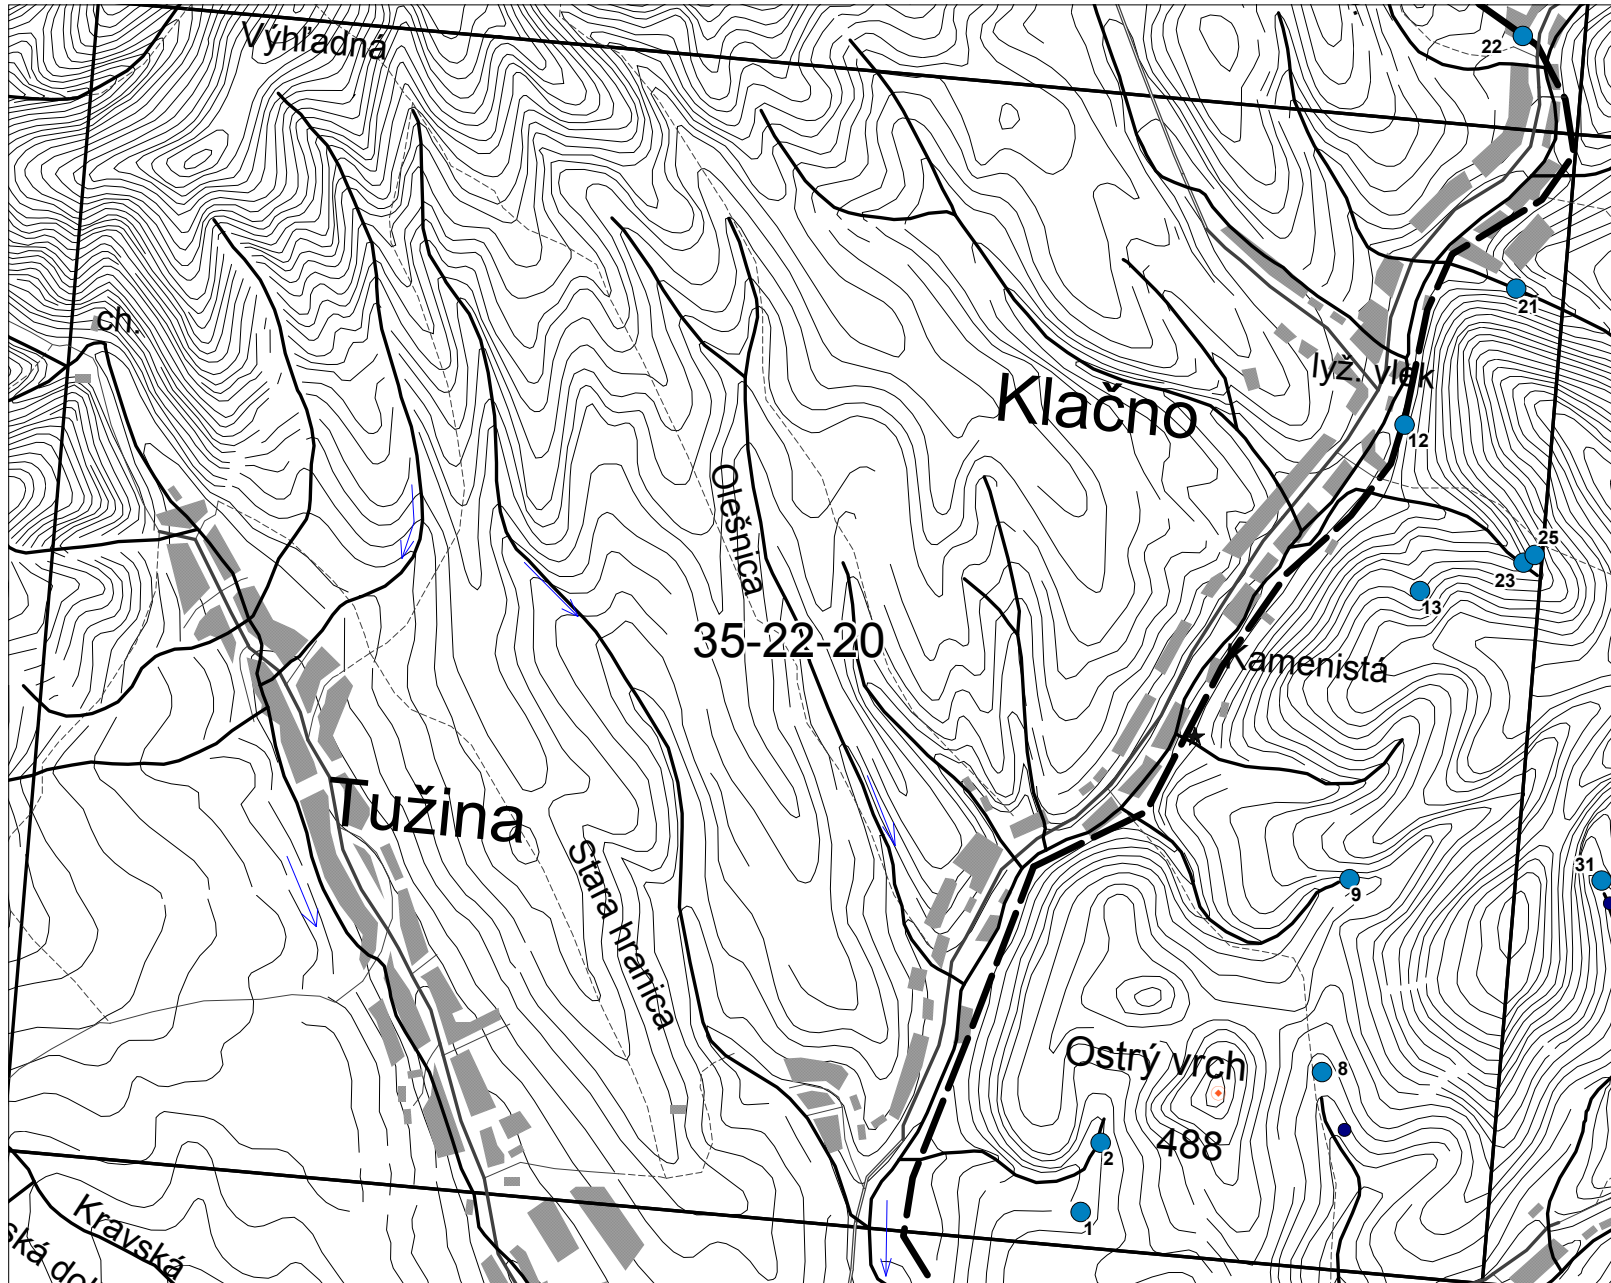 Výhľadná
22
ch.
21
lyž. vlek
Klačno
12
Olešnica
25
23
13
35-22-20
Kamenistá
Tužina
Stara hranica
31
9
Ostrý vrch
8
488
2
1
Kravská